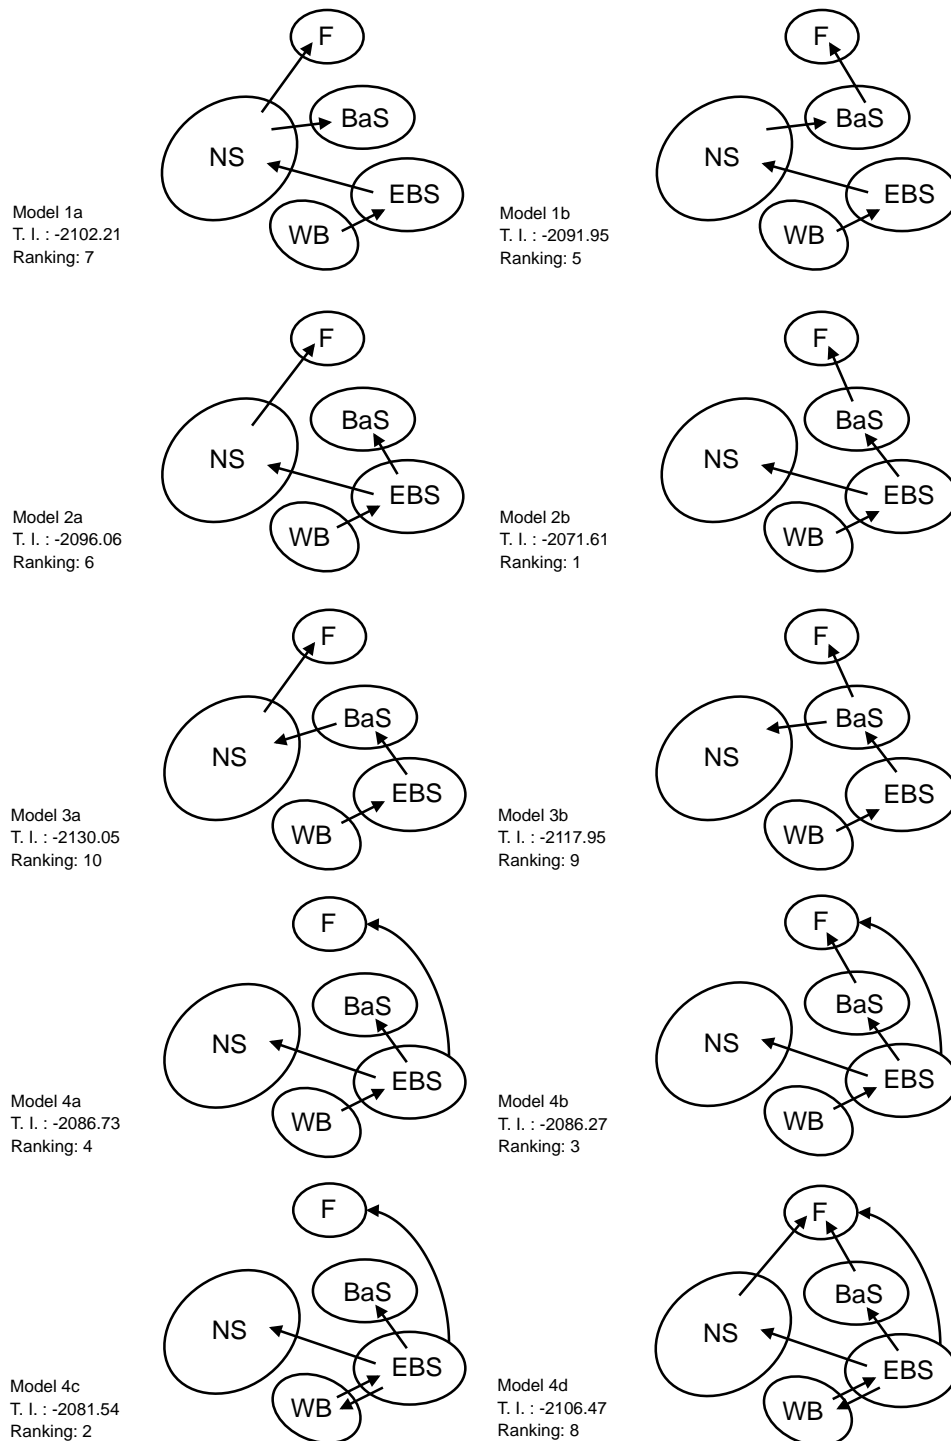 F
BaS
NS
EBS
WB
Model 1a
T. I. : -2102.21
Ranking: 7
F
BaS
NS
EBS
WB
Model 1b
T. I. : -2091.95
Ranking: 5
F
BaS
NS
EBS
WB
Model 2a
T. I. : -2096.06
Ranking: 6
F
BaS
NS
EBS
WB
Model 2b
T. I. : -2071.61
Ranking: 1
F
BaS
NS
EBS
WB
Model 3a
T. I. : -2130.05
Ranking: 10
F
BaS
NS
EBS
WB
Model 3b
T. I. : -2117.95
Ranking: 9
F
BaS
NS
EBS
WB
Model 4a
T. I. : -2086.73
Ranking: 4
F
BaS
NS
EBS
WB
Model 4b
T. I. : -2086.27
Ranking: 3
F
BaS
NS
EBS
WB
Model 4c
T. I. : -2081.54
Ranking: 2
F
BaS
NS
EBS
WB
Model 4d
T. I. : -2106.47
Ranking: 8